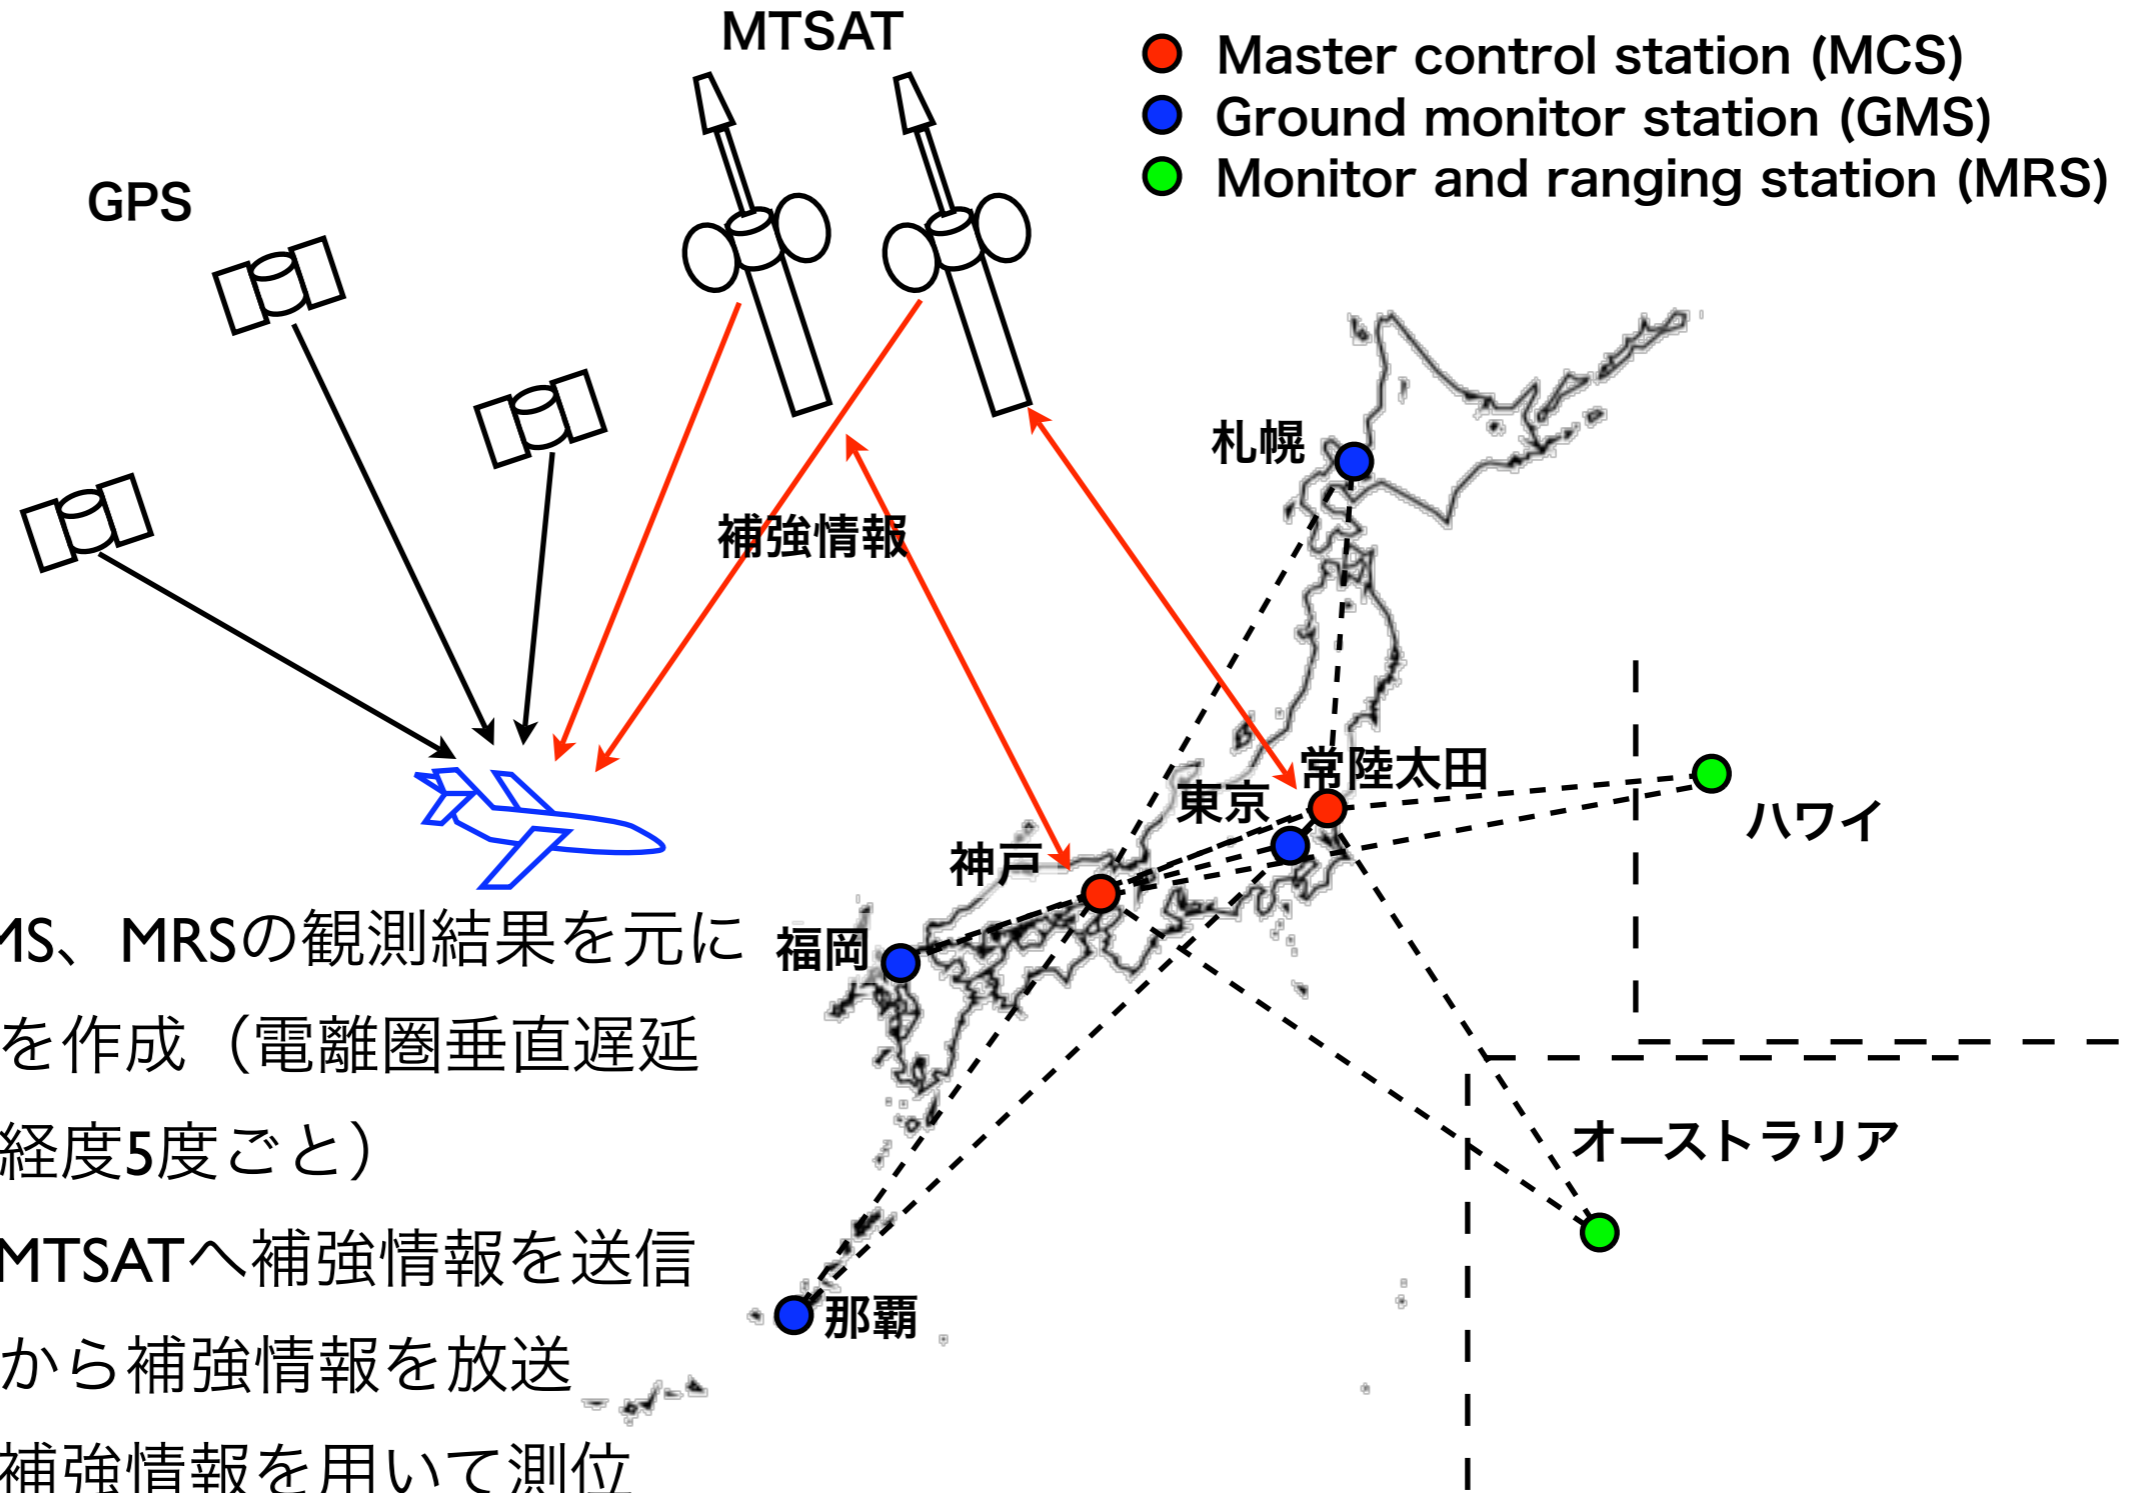 MTSAT
Master control station (MCS)
Ground monitor station (GMS)
Monitor and ranging station (MRS)
GPS
札幌
補強情報
常陸太田
東京
ハワイ
神戸
福岡
MS、MRSの観測結果を元に
を作成（電離圏垂直遅延
オーストラリア
経度5度ごと）
MTSATへ補強情報を送信
那覇
から補強情報を放送
補強情報を用いて測位